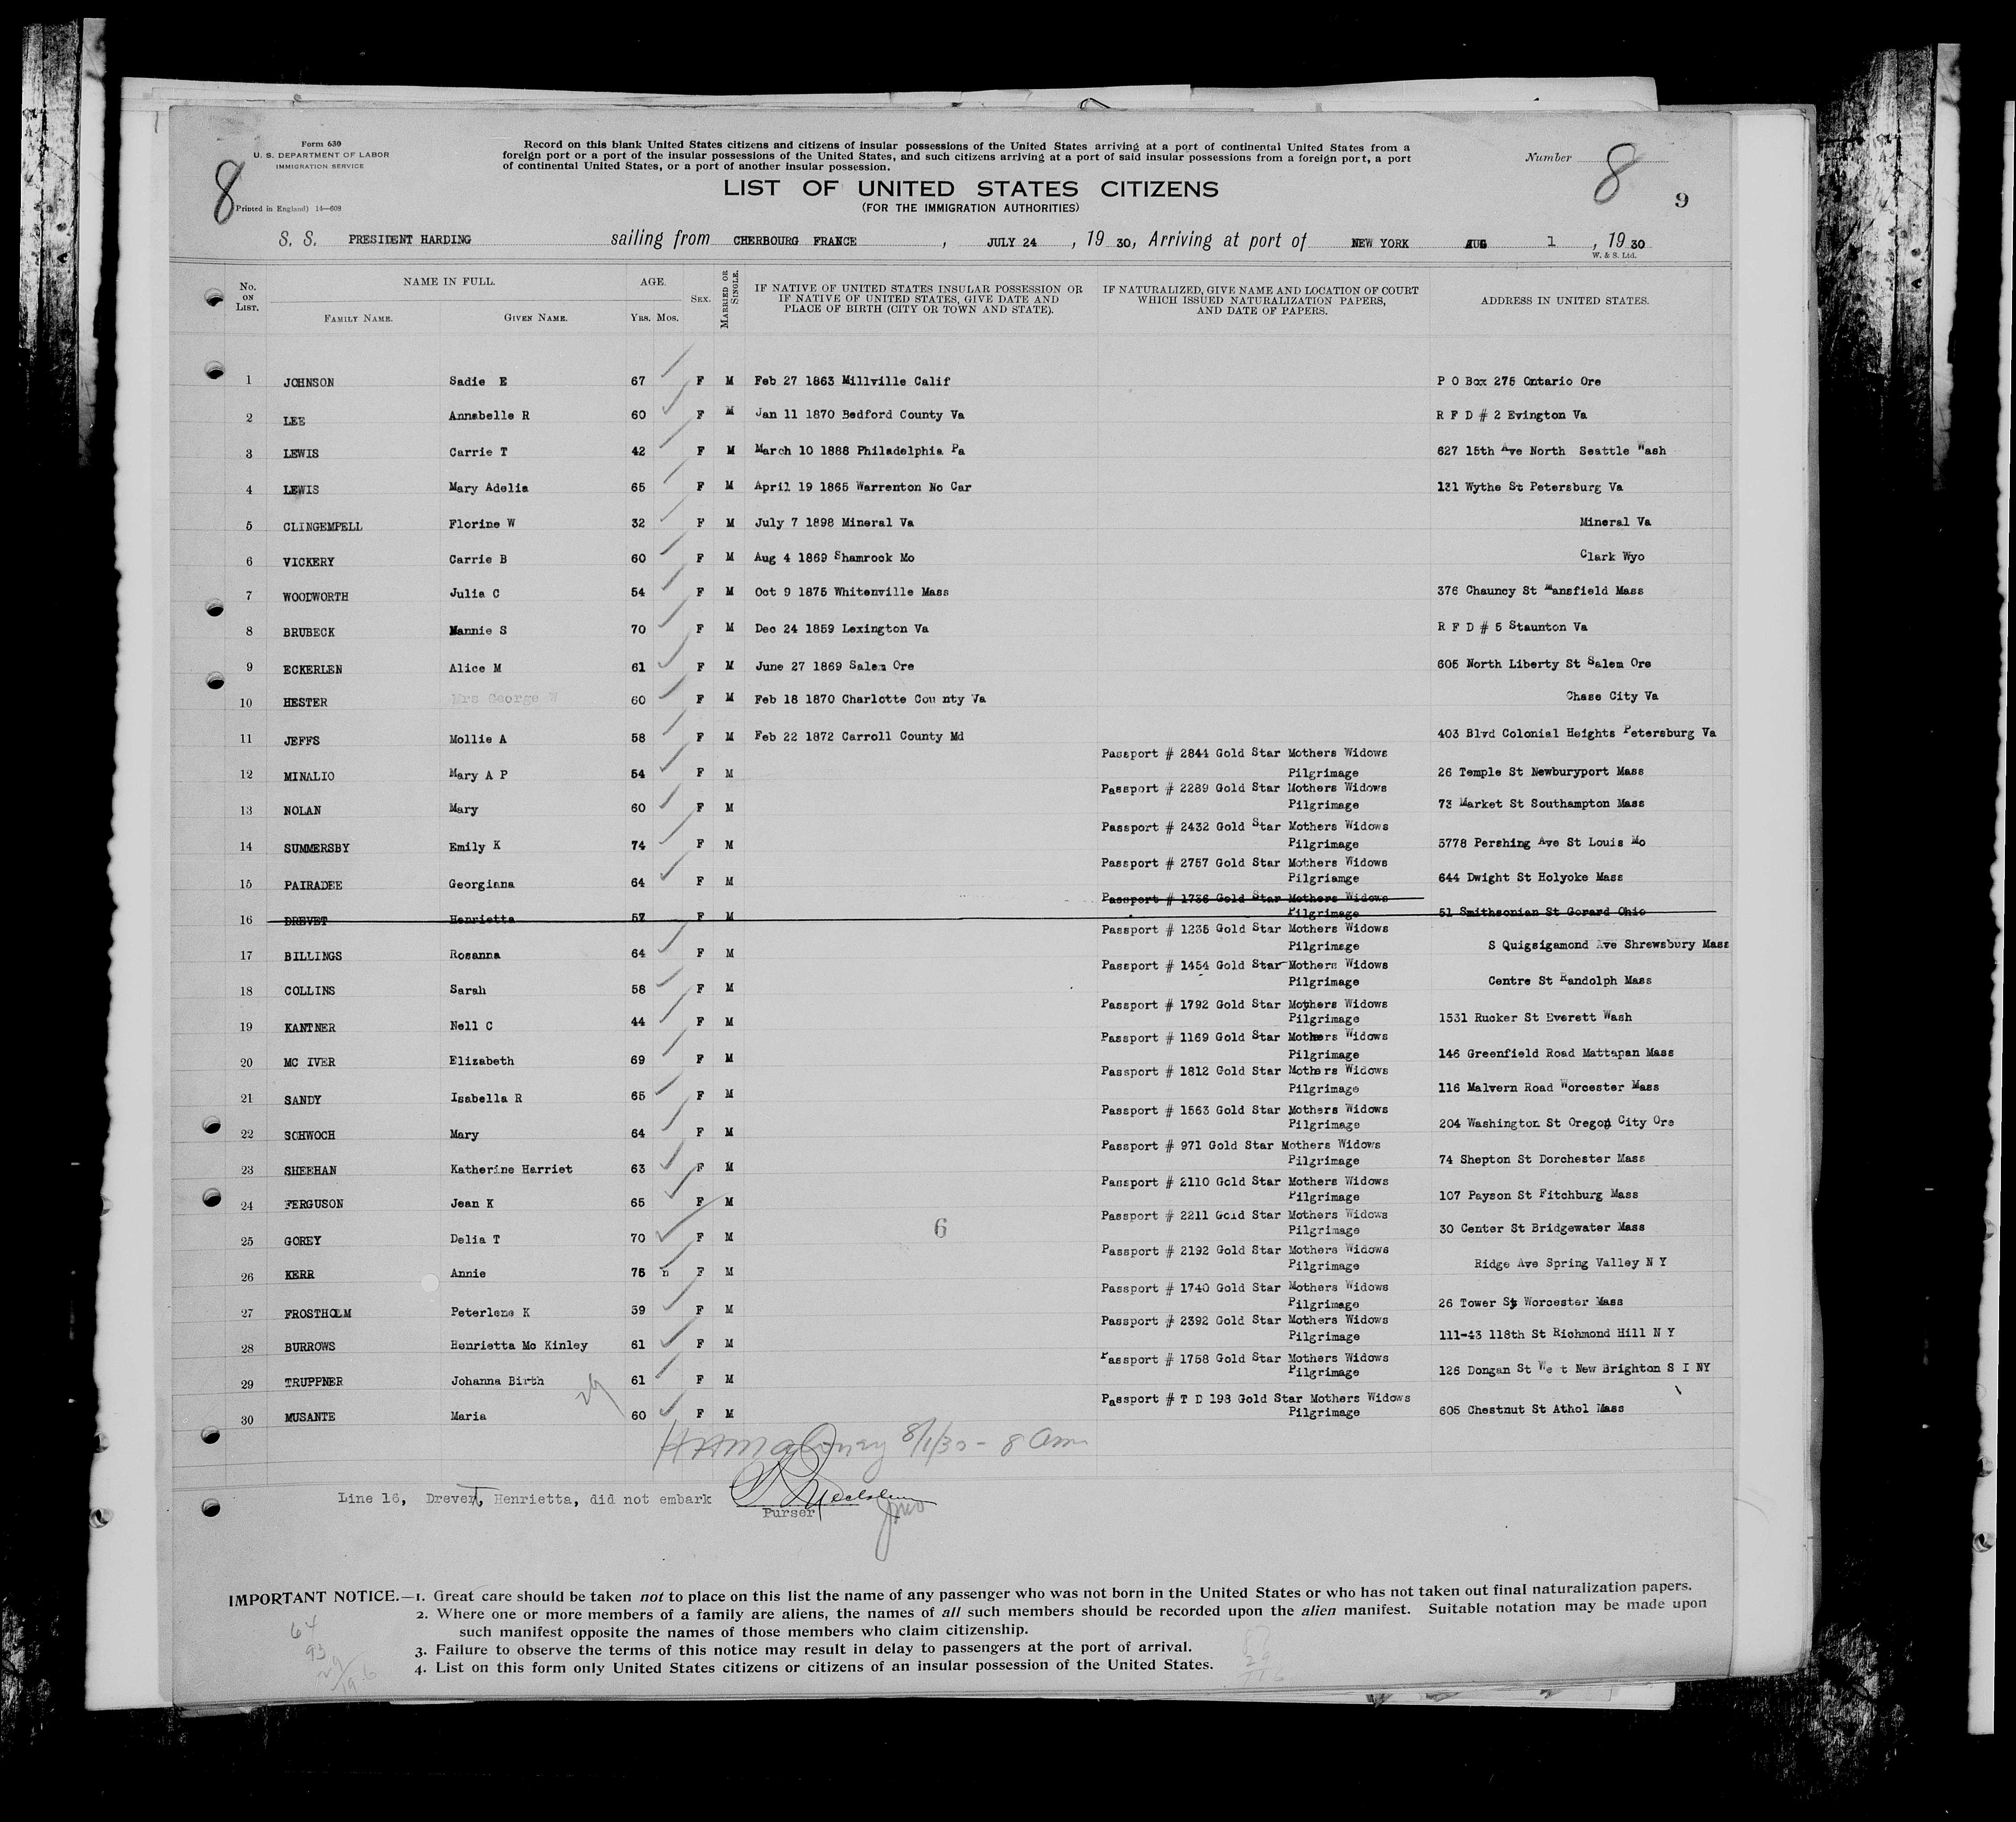 Form 630
U. S. DEPARTMENT OF LABOR
IMMIGRATION SERVICE
8
(Printed in England) 14—608
Record on this blank United States citizens and citizens of insular possessions of the United States arriving at a port of continental United States from a
foreign port or a port of the insular possessions of the United States, and such citizens arriving at a port of said insular possessions from a foreign port, a port
of continental United States, or a port of another insular possession.
Number 8
9
LIST OF UNITED STATES CITIZENS
(FOR THE IMMIGRATION AUTHORITIES)
S. S. PRESIDENT HARDING sailing from CHERBOURG FRANCE, JULY 24, 19 30, Arriving at port of NEW YORK AUG 1, 19 30
W. & S. Ltd.
No. ON LIST. NAME IN FULL. FAMILY NAME. GIVEN NAME. AGE. YRS. MOS. SEX. MARRIED OR SINGLE. IF NATIVE OF UNITED STATES INSULAR POSSESSION OR IF NATIVE OF UNITED STATES, GIVE DATE AND PLACE OF BIRTH (CITY OR TOWN AND STATE). IF NATURALIZED, GIVE NAME AND LOCATION OF COURT WHICH ISSUED NATURALIZATION PAPERS, AND DATE OF PAPERS. ADDRESS IN UNITED STATES.
1 JOHNSON Sadie E 67 F M Feb 27 1863 Millville Calif P O Box 275 Ontario Ore
2 LEE Annabelle R 60 F M Jan 11 1870 Bedford County Va R F D # 2 Evington Va
3 LEWIS Carrie T 42 F M March 10 1888 Philadelphia Pa 627 15th Ave North Seattle Wash
4 LEWIS Mary Adelia 65 F M April 19 1865 Warrenton No Car 131 Wythe St Petersburg Va
5 CLINGEMPELL Florine W 32 F M July 7 1898 Mineral Va Mineral Va
6 VICKERY Carrie B 60 F M Aug 4 1869 Shamrock Mo Clark Wyo
7 WOODWORTH Julia C 54 F M Oct 9 1875 Whitenville Mass 376 Chauncy St Mansfield Mass
8 BRUBECK Nannie S 70 F M Dec 24 1859 Lexington Va R F D # 5 Staunton Va
9 ECKERLEN Alice M 61 F M June 27 1869 Salem Ore 605 North Liberty St Salem Ore
10 HESTER Mrs George W 60 F M Feb 18 1870 Charlotte Cou nty Va Chase City Va
11 JEFFS Mollie A 58 F M Feb 22 1872 Carroll County Md 403 Blvd Colonial Heights Petersburg Va
Passport # 2844 Gold Star Mothers Widows
12 MINALIO Mary A P 54 F M Pilgrimage 26 Temple St Newburyport Mass
Passport # 2289 Gold Star Mothers Widows
13 NOLAN Mary 60 F M Pilgrimage 73 Market St Southampton Mass
Passport # 2432 Gold Star Mothers Widows
14 SUMMERSBY Emily K 74 F M Pilgrimage 5778 Pershing Ave St Louis Mo
Passport # 2757 Gold Star Mothers Widows
15 PAIRADEE Georgiana 64 F M Pilgriamge 644 Dwight St Holyoke Mass
Passport # 1736 Gold Star Mothers Widows
16 DREVET Henrietta 57 F M Pilgrimage 51 Smithsonian St Gorard Ohio
Passport # 1235 Gold Star Mothers Widows
17 BILLINGS Rosanna 64 F M Pilgrimage S Quigsigamond Ave Shrewsbury Mass
Passport # 1454 Gold Star Mothers Widows
18 COLLINS Sarah 58 F M Pilgrimage Centre St Randolph Mass
Passport # 1792 Gold Star Mothers Widows
19 KANTNER Nell C 44 F M Pilgrimage 1531 Rucker St Everett Wash
Passport # 1169 Gold Star Mothers Widows
20 MC IVER Elizabeth 69 F M Pilgrimage 146 Greenfield Road Mattapan Mass
Passport # 1812 Gold Star Mothers Widows
21 SANDY Isabella R 65 F M Pilgrimage 116 Malvern Road Worcester Mass
Passport # 1563 Gold Star Mothers Widows
22 SCHWOCH Mary 64 F M Pilgrimage 204 Washington St Oregon City Ore
Passport # 971 Gold Star Mothers Widows
23 SHEEHAN Katherine Harriet 63 F M Pilgrimage 74 Shepton St Dorchester Mass
Passport # 2110 Gold Star Mothers Widows
24 FERGUSON Jean K 65 F M Pilgrimage 107 Payson St Fitchburg Mass
Passport # 2211 Gold Star Mothers Widows
25 GOREY Delia T 70 F M 6 Pilgrimage 30 Center St Bridgewater Mass
Passport # 2192 Gold Star Mothers Widows
26 KERR Annie 75 n F M Pilgrimage Ridge Ave Spring Valley N Y
Passport # 1740 Gold Star Mothers Widows
27 FROSTHOLM Peterlene K 59 F M Pilgrimage 26 Tower St Worcester Mass
Passport # 2392 Gold Star Mothers Widows
28 BURROWS Henrietta Mc Kinley 61 F M Pilgrimage 111-43 118th St Richmond Hill N Y
Passport # 1758 Gold Star Mothers Widows
29 TRUPPNER Johanna Birth 61 F M Pilgrimage 126 Dongan St We t New Brighton S I NY
Passport # T D 198 Gold Star Mothers Widows
30 MUSANTE Maria 60 F M Pilgrimage 605 Chestnut St Athol Mass
29
8/1/30 - 8 am
Line 16, Drevet, Henrietta, did not embark
Purser
IMPORTANT NOTICE.—1. Great care should be taken not to place on this list the name of any passenger who was not born in the United States or who has not taken out final naturalization papers.
2. Where one or more members of a family are aliens, the names of all such members should be recorded upon the alien manifest. Suitable notation may be made upon
such manifest opposite the names of those members who claim citizenship.
3. Failure to observe the terms of this notice may result in delay to passengers at the port of arrival.
4. List on this form only United States citizens or citizens of an insular possession of the United States.
64
93
29